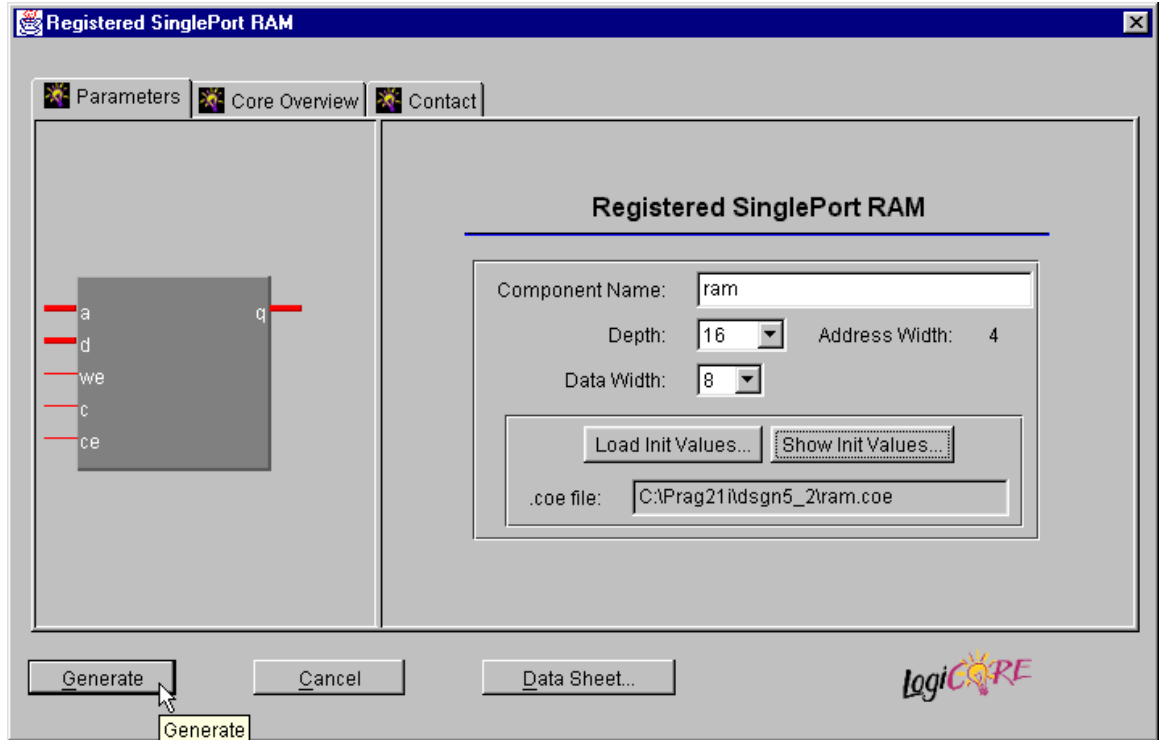 Registered SinglePort RAM
Parameters
Core Overview
Contact
Registered SinglePort RAM
a
q
d
we
c
ce
Component Name: ram
Depth: 16 Address Width: 4
Data Width: 8
Load Init Values... Show Init Values...
.coe file: C:\Prag21i\dsgn5_2\ram.coe
Generate Cancel Data Sheet...
LogiCORE
Generate